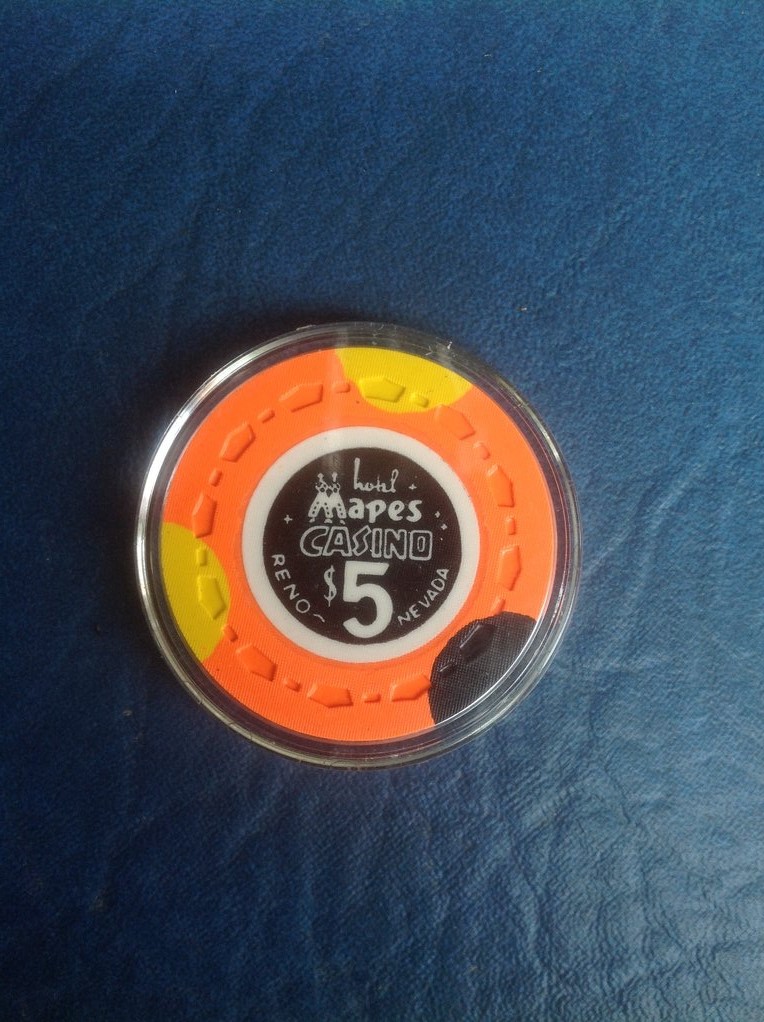 hotel
Mapes
CASINO
$5
RENO~ NEVADA